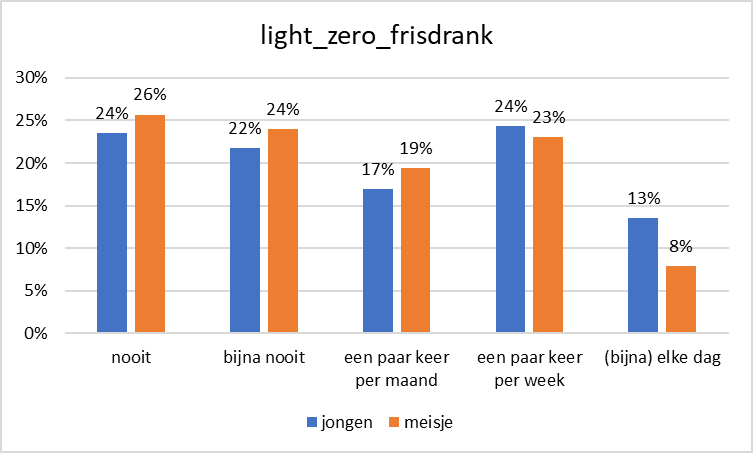 light_zero_frisdrank
30%
25%
20%
15%
10%
5%
0%
24%
26%
22%
24%
17%
19%
24%
23%
13%
8%
nooit
bijna nooit
een paar keer
per maand
een paar keer
per week
(bijna) elke dag
jongen
meisje